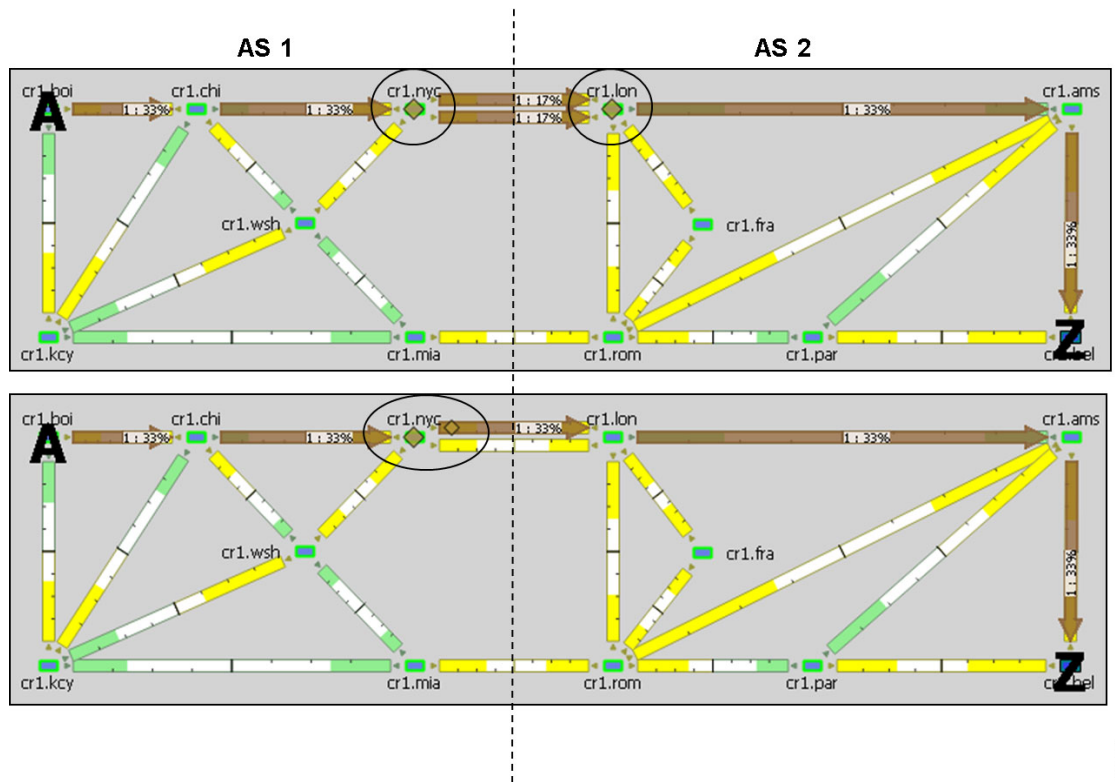 AS 1
AS 2
cr1.boi
cr1.chi
cr1.nyc
cr1.lon
cr1.ams
A
1 : 33%
1 : 33%
1 : 17%
1 : 17%
1 : 33%
cr1.wsh
cr1.fra
1 : 33%
cr1.kcy
cr1.mia
cr1.rom
cr1.par
Z
cr1.boi
cr1.chi
cr1.nyc
cr1.lon
cr1.ams
A
1 : 33%
1 : 33%
1 : 33%
1 : 33%
cr1.wsh
cr1.fra
1 : 33%
cr1.kcy
cr1.mia
cr1.rom
cr1.par
Z